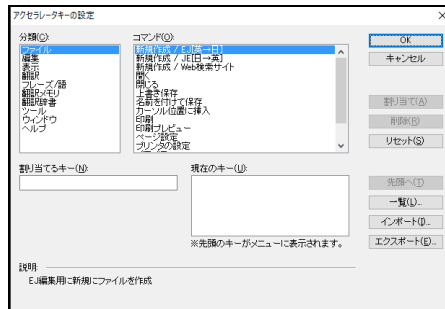 アクセラレータキーの設定
分類(C):
ファイル
編集
表示
翻訳
フレーズ/語
翻訳メモリ
翻訳辞書
ツール
ウィンドウ
ヘルプ
コマンド(O):
新規作成 / EJ[英→日]
新規作成 / JE[日→英]
新規作成 / Web検索サイト
開く
閉じる
上書き保存
名前を付けて保存
カーソル位置に挿入
印刷
印刷プレビュー
ページ設定
プリンタの設定
OK
キャンセル
割り当て(A)
削除(R)
リセット(S)
割り当てるキー(N):
現在のキー(U):
※先頭のキーがメニューに表示されます。
先頭へ(T)
一覧(L)...
インポート(I)...
エクスポート(E)...
説明:
EJ編集用に新規にファイルを作成